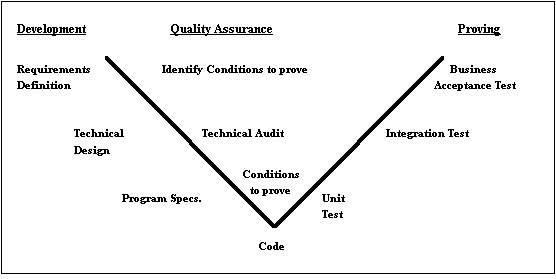 Development Quality Assurance Proving
Requirements Identify Conditions to prove Business
Definition Acceptance Test
Technical Technical Audit Integration Test
Design
Conditions
to prove
Program Specs. Unit
Test
Code